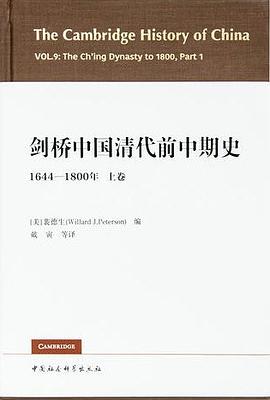 The Cambridge History of China
VOL.9: The Ch'ing Dynasty to 1800, Part 1
剑桥中国清代前中期史
1644—1800年 上卷
[美]裴德生(Willard J.Peterson) 编
戴 寅 等译
CAMBRIDGE
中国社会科学出版社